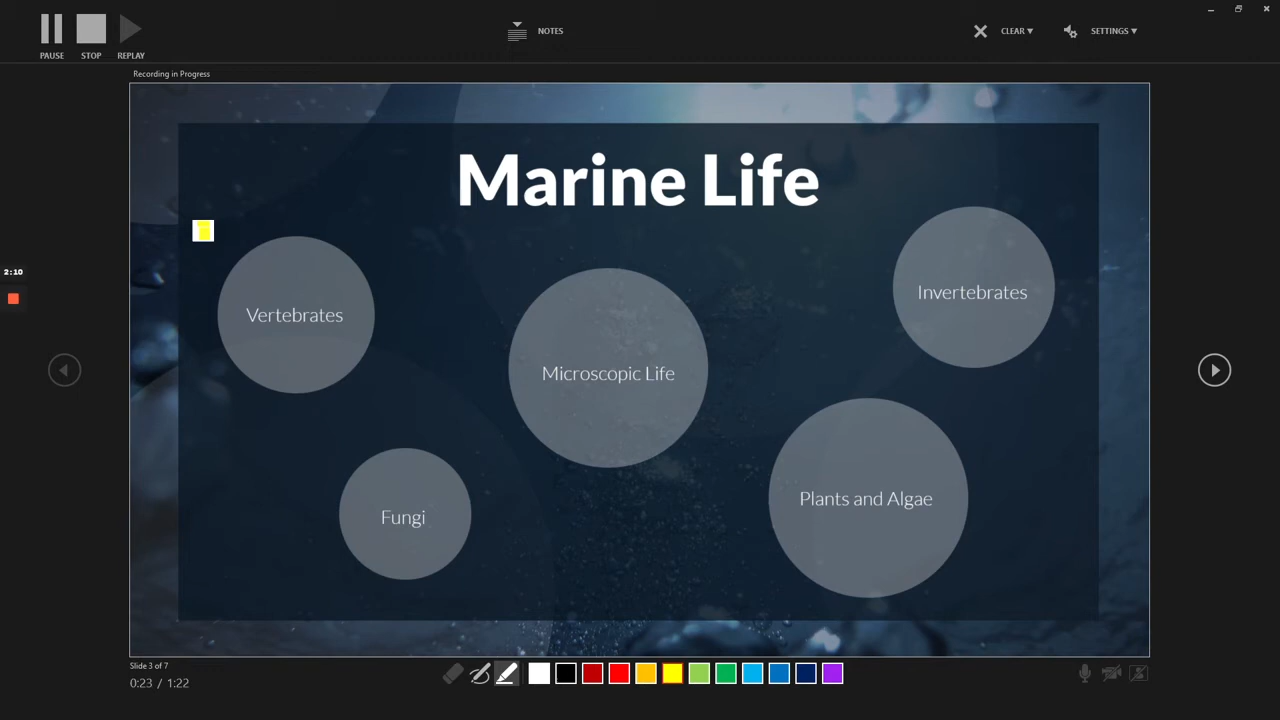 PAUSE
STOP
REPLAY
NOTES
CLEAR
SETTINGS
Recording in Progress
Marine Life
Vertebrates
Microscopic Life
Invertebrates
Fungi
Plants and Algae
2:10
Slide 3 of 7
0:23 / 1:22